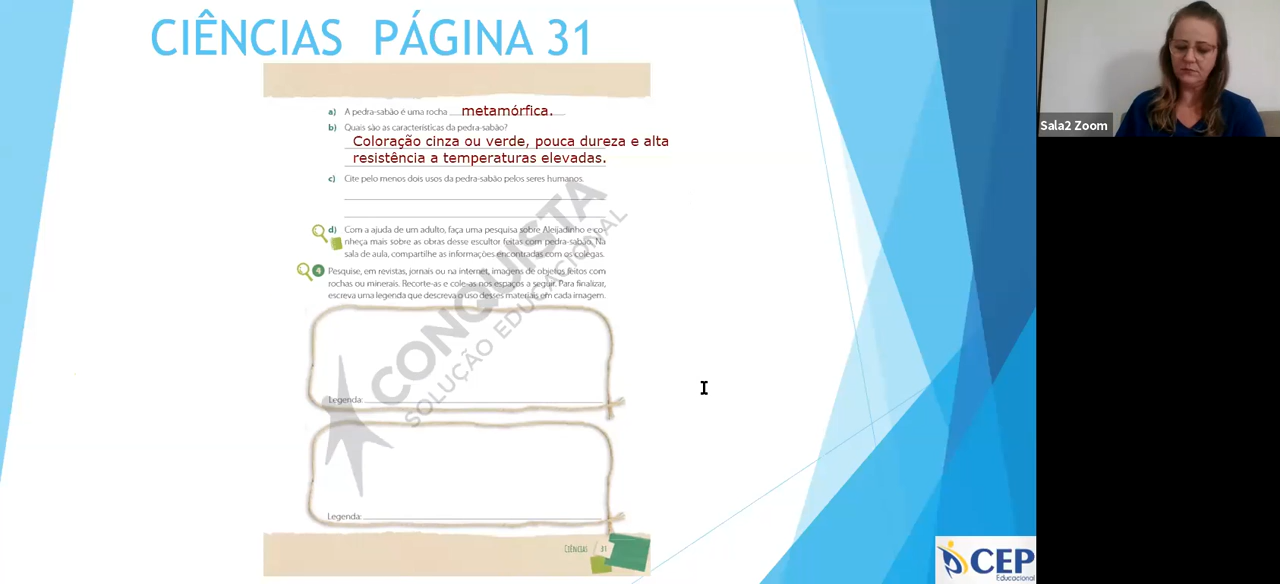 CIÊNCIAS PÁGINA 31
a) A pedra-sabão é uma rocha metamórfica.
b) Quais são as características da pedra-sabão?
Coloração cinza ou verde, pouca dureza e alta
resistência a temperaturas elevadas.
c) Cite pelo menos dois usos da pedra-sabão pelos seres humanos.
d) Com a ajuda de um adulto, faça uma pesquisa sobre Aleijadinho e co-
nheça mais sobre as obras desse escultor feitas com pedra-sabão. Na
sala de aula, compartilhe as informações encontradas com os colegas.
4 Pesquise, em revistas, jornais ou na internet, imagens de objetos feitos com
rochas ou minerais. Recorte-as e cole-as nos espaços a seguir. Para finalizar,
escreva uma legenda que descreva o uso desses materiais em cada imagem.
CONQUISTA
SOLUÇÃO EDUCACIONAL
Legenda:
Legenda:
CIÊNCIAS 31
Sala2 Zoom
CEP
Educacional